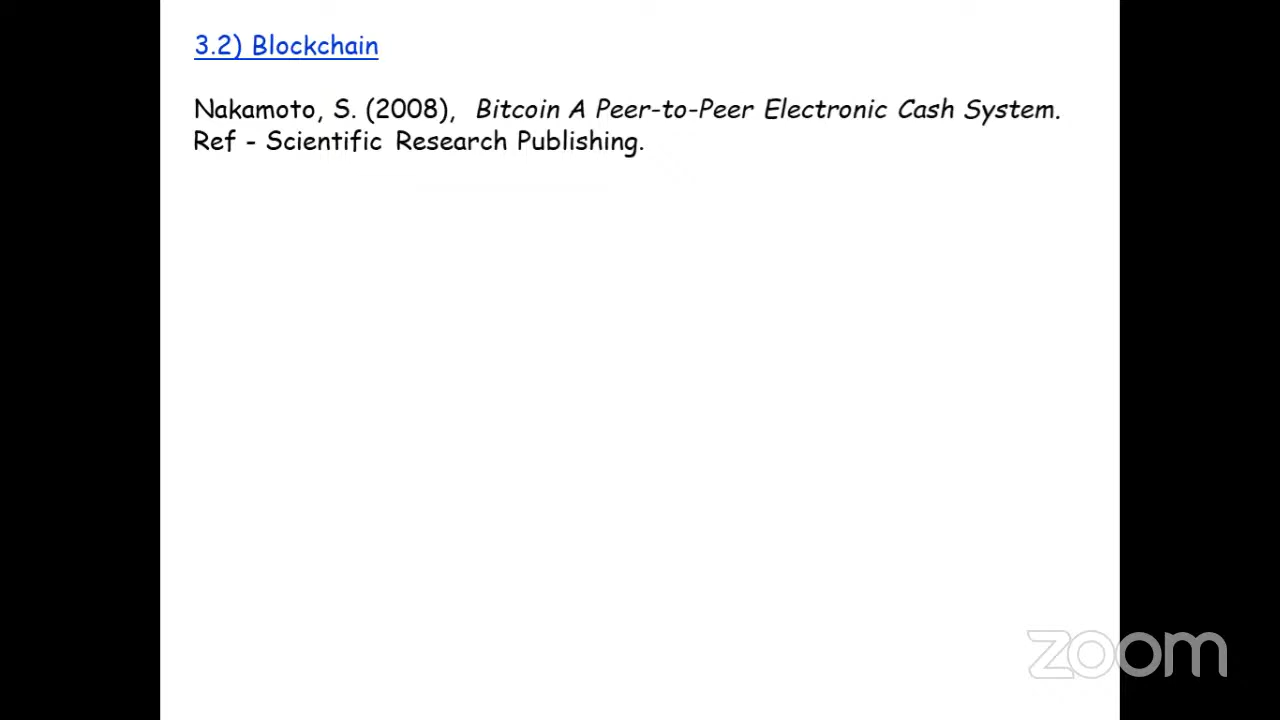 3.2) Blockchain
Nakamoto, S. (2008), Bitcoin A Peer-to-Peer Electronic Cash System.
Ref - Scientific Research Publishing.
zoom